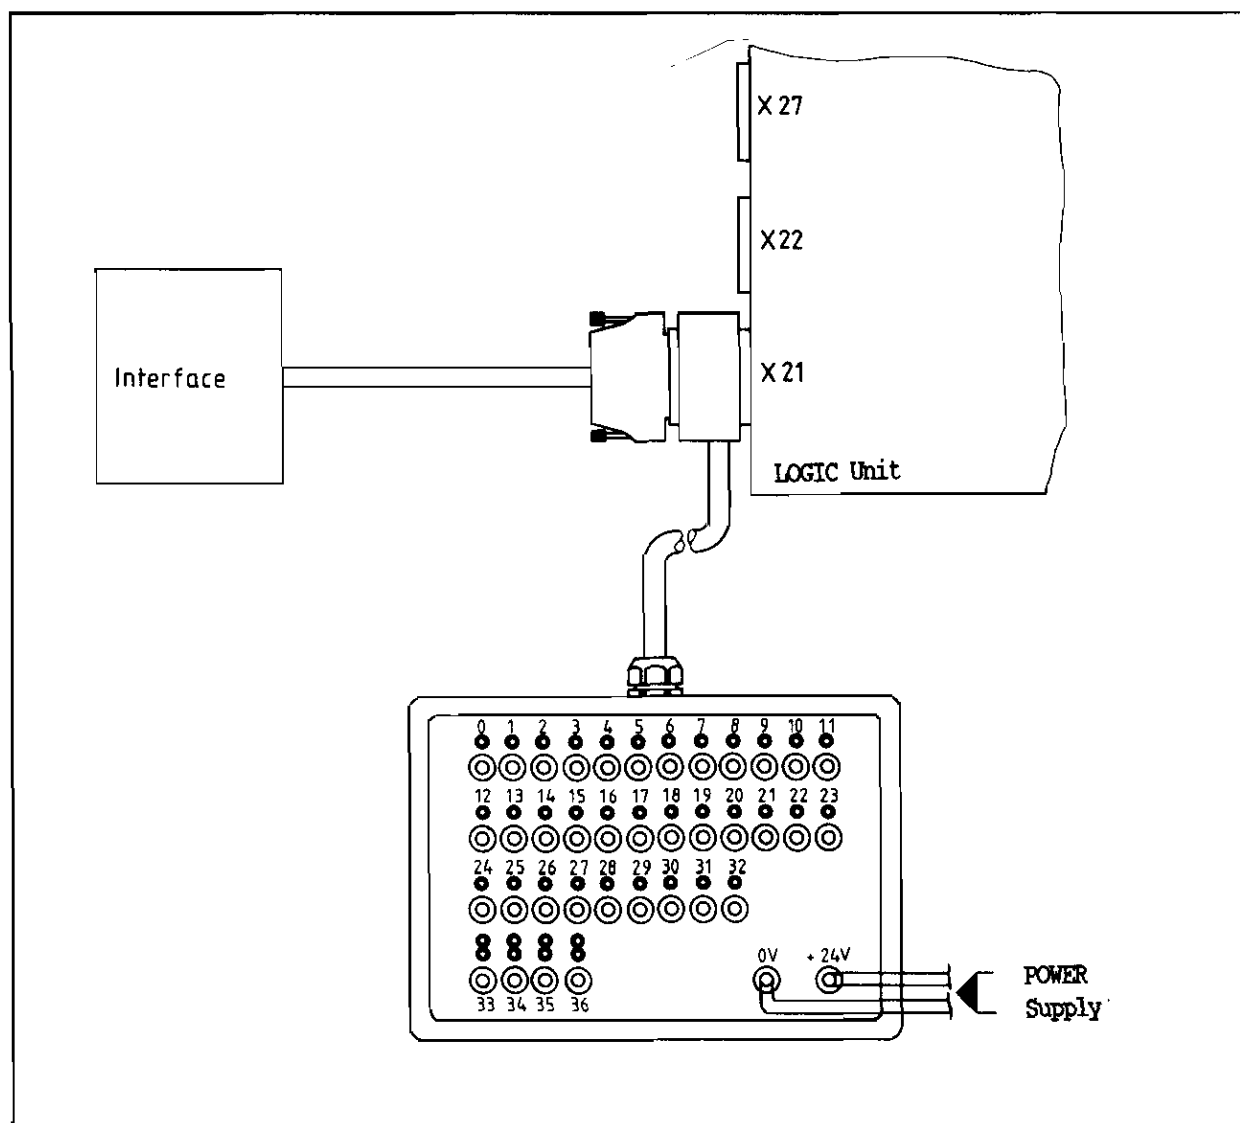 X 27
X 22
Interface
X 21
LOGIC Unit
0 1 2 3 4 5 6 7 8 9 10 11
12 13 14 15 16 17 18 19 20 21 22 23
24 25 26 27 28 29 30 31 32
0V + 24V
POWER
Supply
33 34 35 36